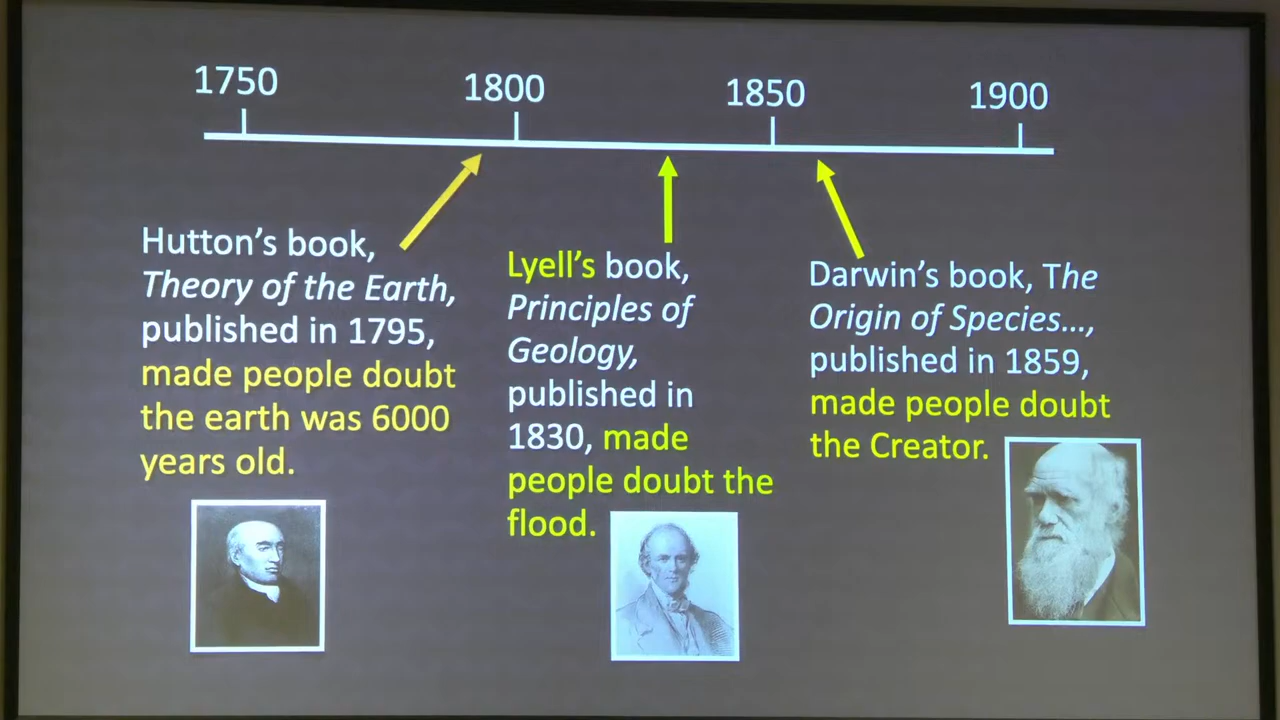 1750
1800
1850
1900
Hutton's book,
Theory of the Earth,
published in 1795,
made people doubt
the earth was 6000
years old.
Lyell's book,
Principles of
Geology,
published in
1830, made
people doubt the
flood.
Darwin's book, The
Origin of Species...,
published in 1859,
made people doubt
the Creator.